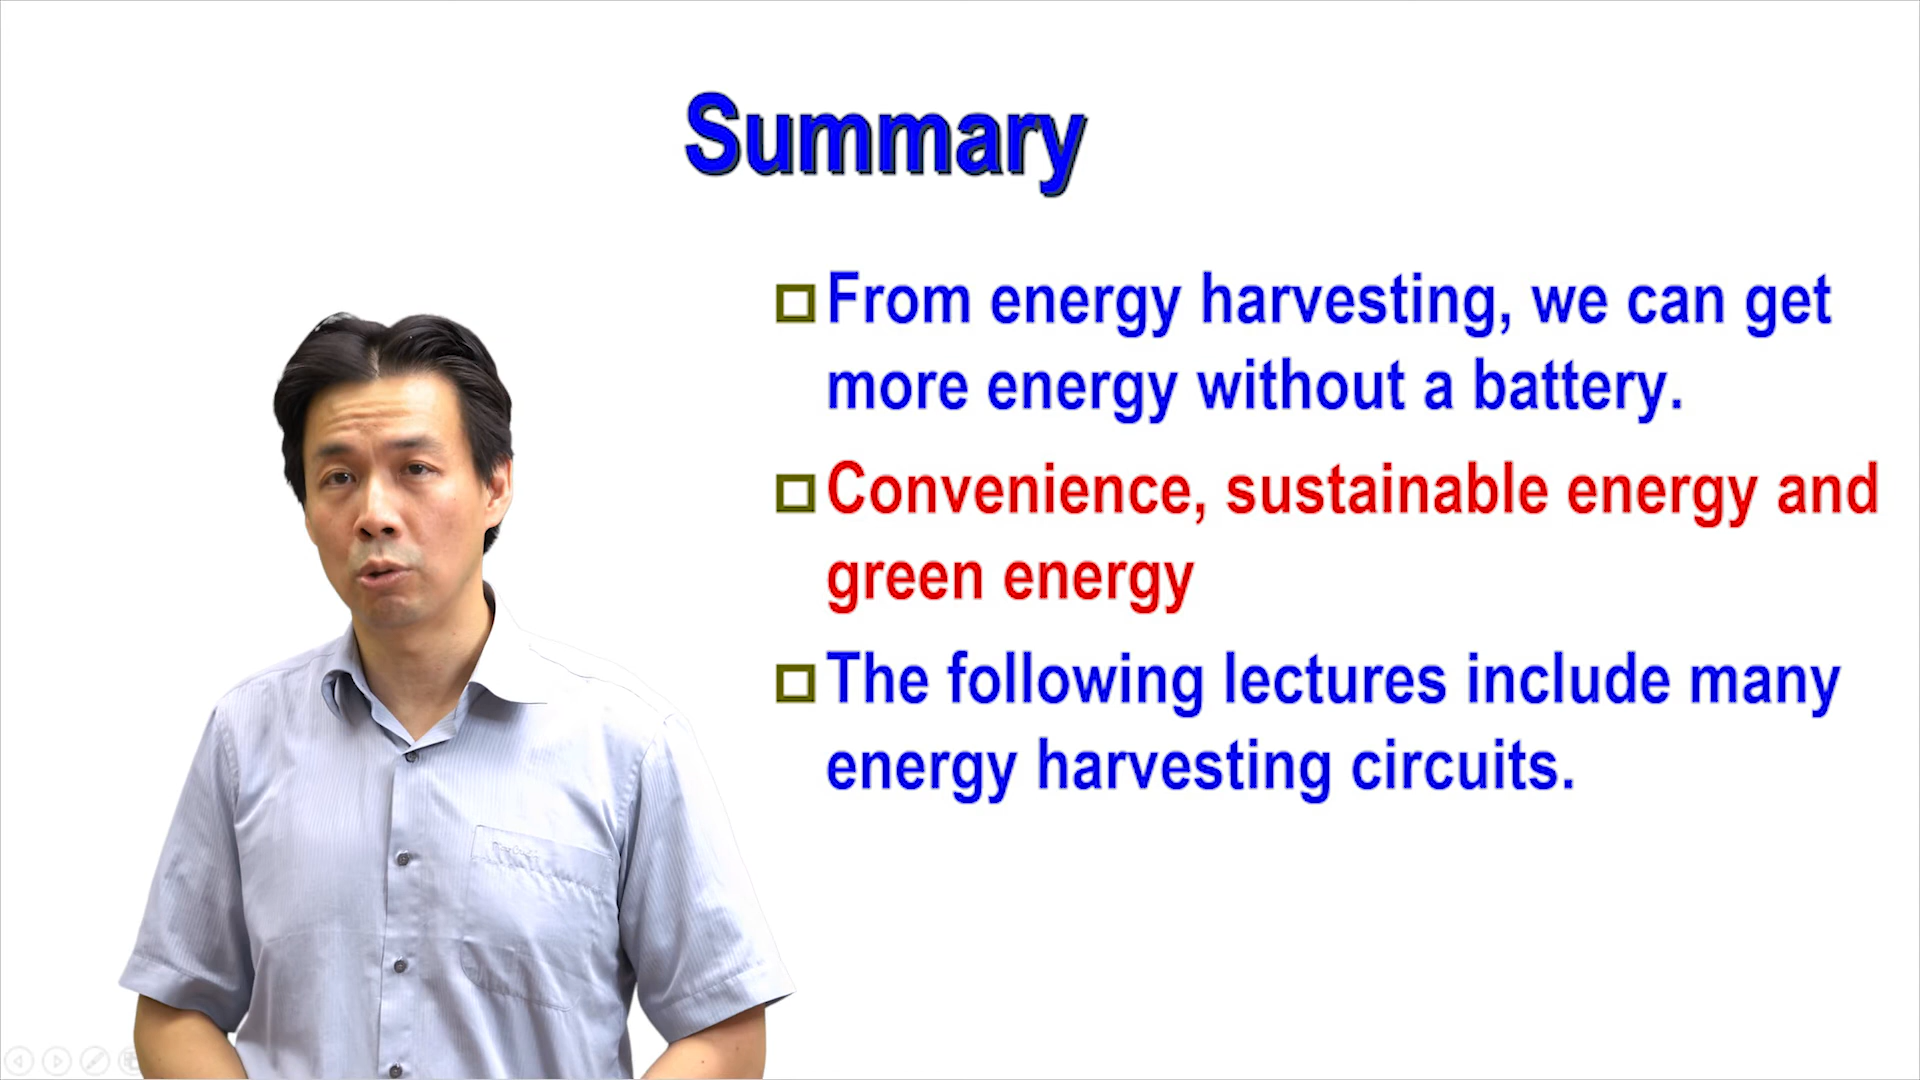 Summary
From energy harvesting, we can get
more energy without a battery.
Convenience, sustainable energy and
green energy
The following lectures include many
energy harvesting circuits.